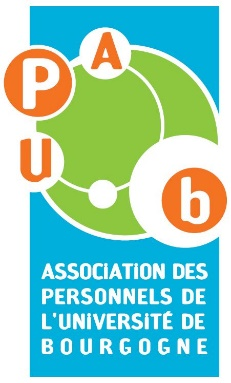 A
P
U
b
ASSOCIATION DES
PERSONNELS DE
L'UNIVERSITÉ DE
BOURGOGNE